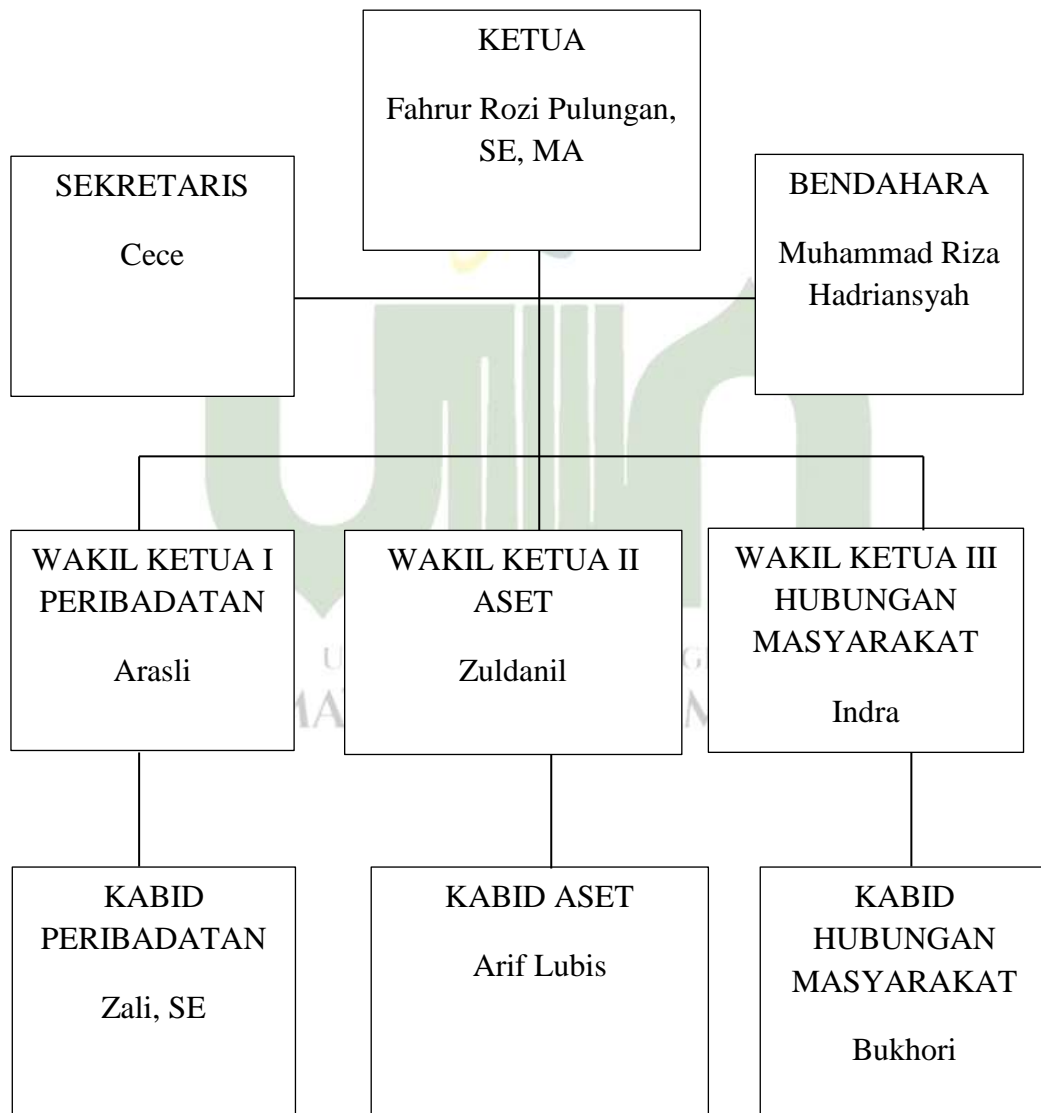 KETUA
Fahrur Rozi Pulungan,
SE, MA
SEKRETARIS
Cece
BENDAHARA
Muhammad Riza
Hadriansyah
WAKIL KETUA I
PERIBADATAN
Arasli
WAKIL KETUA II
ASET
Zuldanil
WAKIL KETUA III
HUBUNGAN
MASYARAKAT
Indra
KABID
PERIBADATAN
Zali, SE
KABID ASET
Arif Lubis
KABID
HUBUNGAN
MASYARAKAT
Bukhori